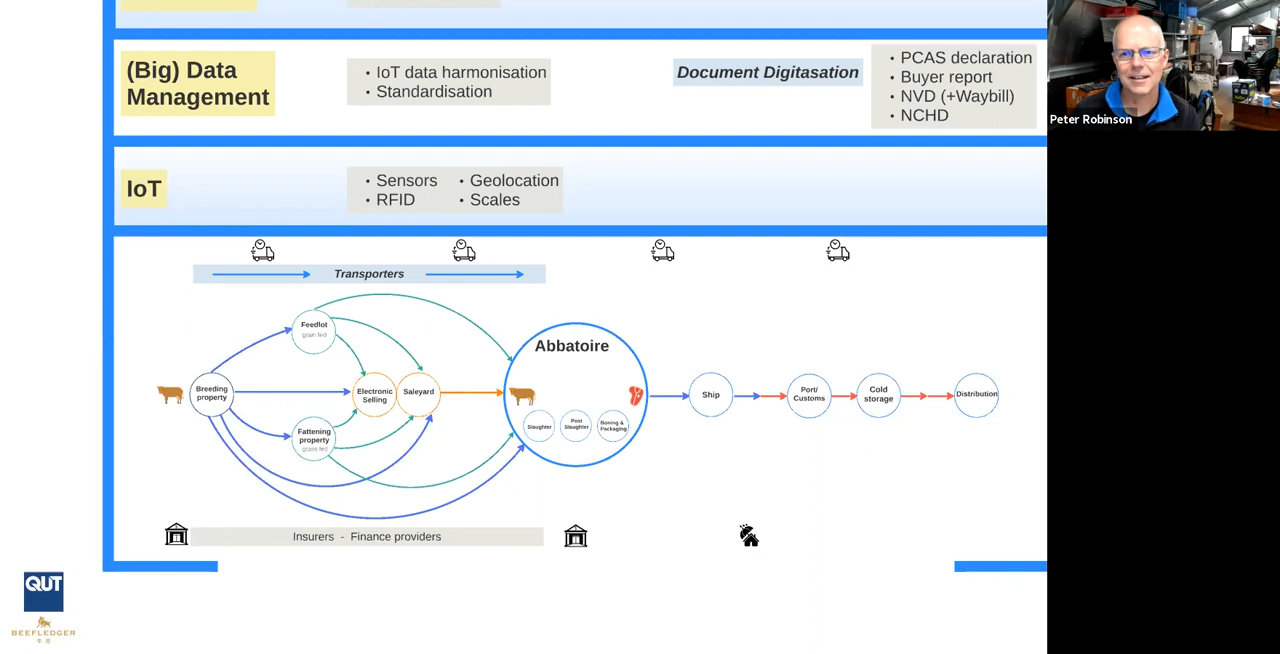 (Big) Data
Management
• IoT data harmonisation
• Standardisation
Document Digitasation
• PCAS declaration
• Buyer report
• NVD (+Waybill)
• NCHD
Peter Robinson
IoT
• Sensors
• RFID
• Geolocation
• Scales
Transporters
Feedlot
grain fed
Abbatoire
Breeding
property
Electronic
Selling
Saleyard
Fattening
property
grass fed
Slaughter
Post
Slaughter
Boning &
Packaging
Ship
Port/
Customs
Cold
storage
Distribution
Insurers - Finance providers
QUT
BEEFLEDGER